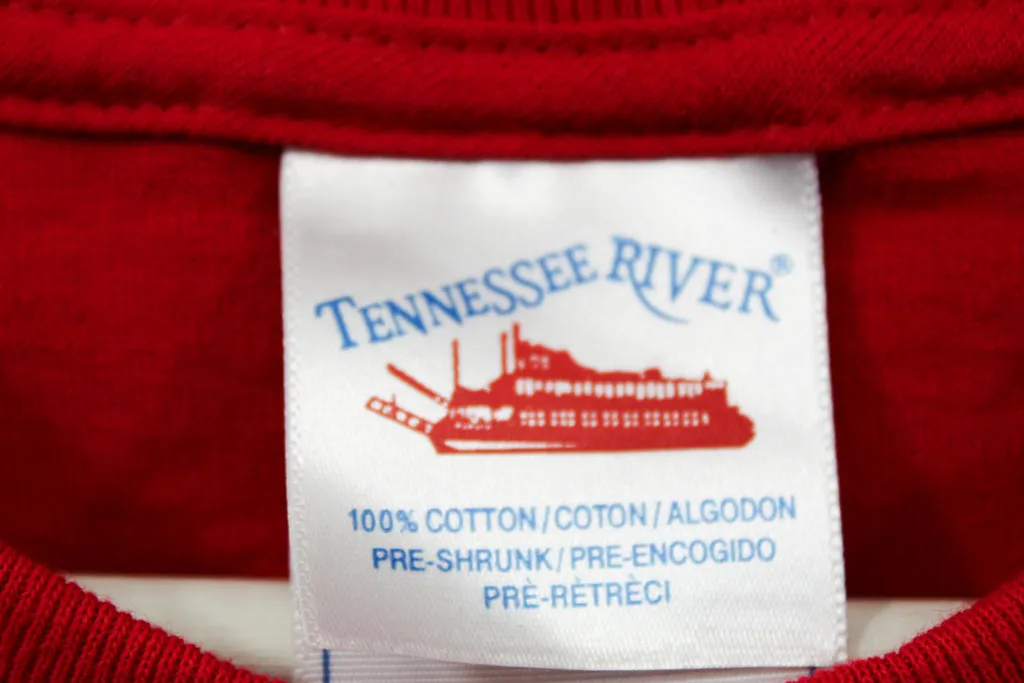 TENNESSEE RIVER®
100% COTTON/COTON/ALGODON
PRE-SHRUNK/PRE-ENCOGIDO
PRÈ-RÈTRÈCI